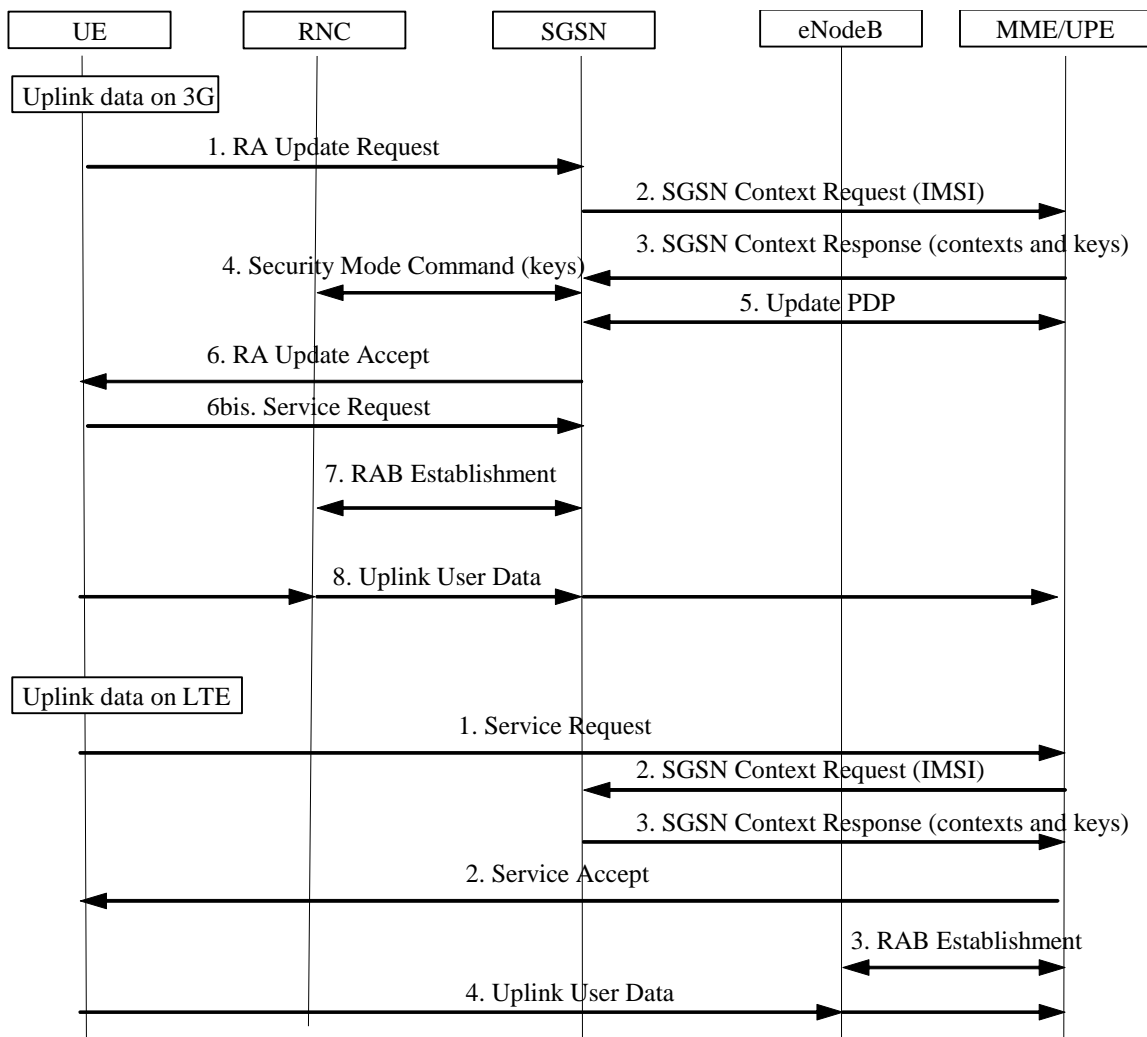 UE RNC SGSN eNodeB MME/UPE
Uplink data on 3G
1. RA Update Request
2. SGSN Context Request (IMSI)
3. SGSN Context Response (contexts and keys)
4. Security Mode Command (keys)
5. Update PDP
6. RA Update Accept
6bis. Service Request
7. RAB Establishment
8. Uplink User Data
Uplink data on LTE
1. Service Request
2. SGSN Context Request (IMSI)
3. SGSN Context Response (contexts and keys)
2. Service Accept
3. RAB Establishment
4. Uplink User Data